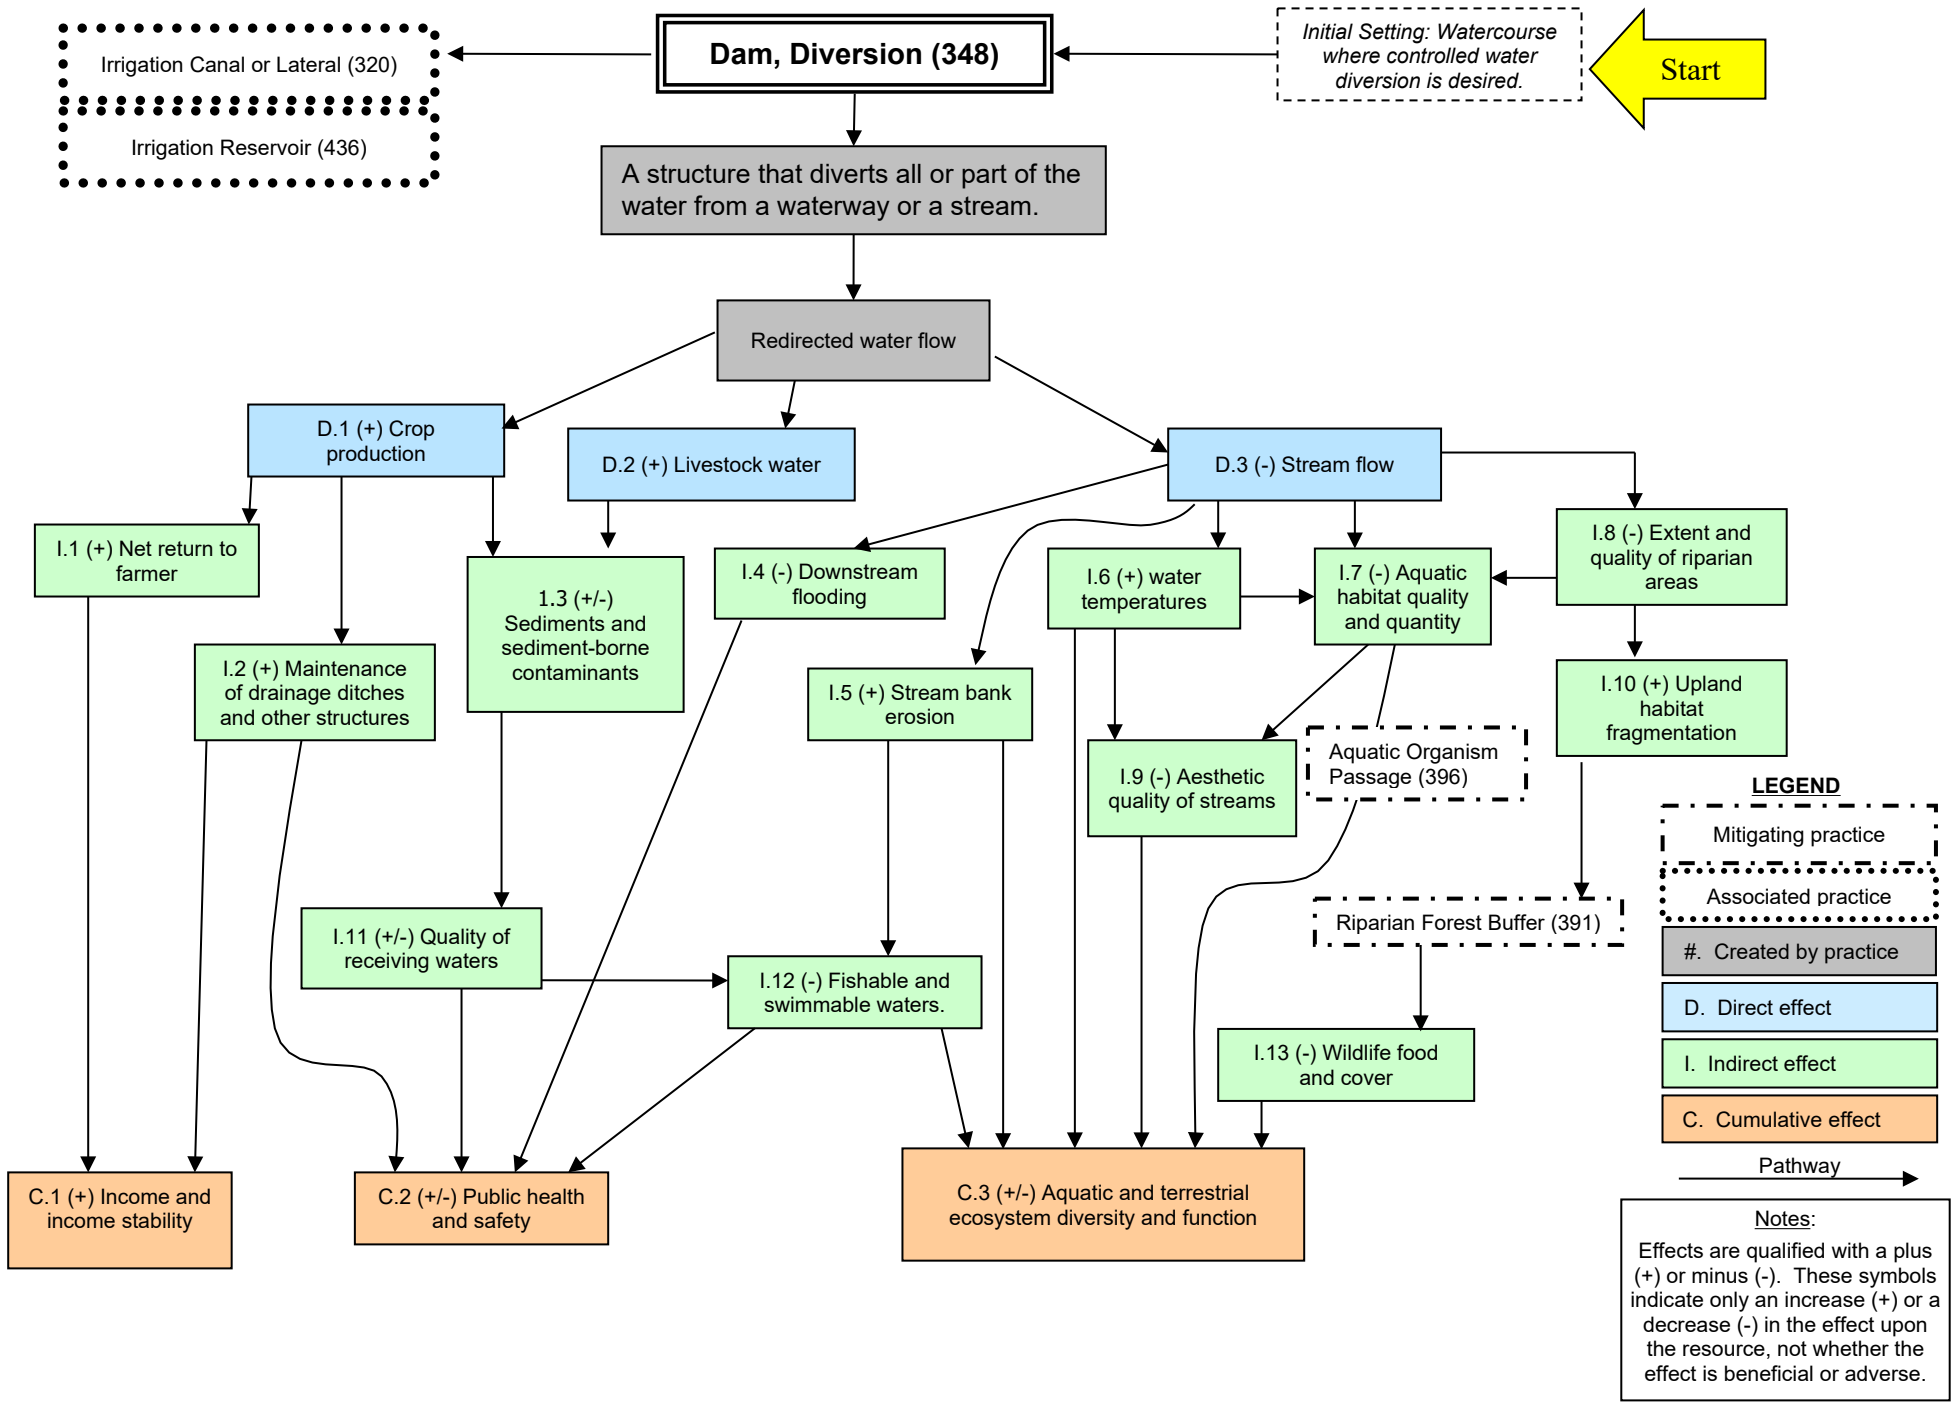 Irrigation Canal or Lateral (320)
Irrigation Reservoir (436)
Dam, Diversion (348)
Initial Setting: Watercourse
where controlled water
diversion is desired.
Start
A structure that diverts all or part of the
water from a waterway or a stream.
Redirected water flow
D.1 (+) Crop
production
D.2 (+) Livestock water
D.3 (-) Stream flow
I.1 (+) Net return to
farmer
I.2 (+) Maintenance
of drainage ditches
and other structures
1.3 (+/-)
Sediments and
sediment-borne
contaminants
I.4 (-) Downstream
flooding
I.5 (+) Stream bank
erosion
I.6 (+) water
temperatures
I.7 (-) Aquatic
habitat quality
and quantity
I.8 (-) Extent and
quality of riparian
areas
I.9 (-) Aesthetic
quality of streams
Aquatic Organism
Passage (396)
I.10 (+) Upland
habitat
fragmentation
Riparian Forest Buffer (391)
I.11 (+/-) Quality of
receiving waters
I.12 (-) Fishable and
swimmable waters.
I.13 (-) Wildlife food
and cover
C.1 (+) Income and
income stability
C.2 (+/-) Public health
and safety
C.3 (+/-) Aquatic and terrestrial
ecosystem diversity and function
LEGEND
Mitigating practice
Associated practice
#. Created by practice
D. Direct effect
I. Indirect effect
C. Cumulative effect
Pathway
Notes:
Effects are qualified with a plus
(+) or minus (-). These symbols
indicate only an increase (+) or a
decrease (-) in the effect upon
the resource, not whether the
effect is beneficial or adverse.